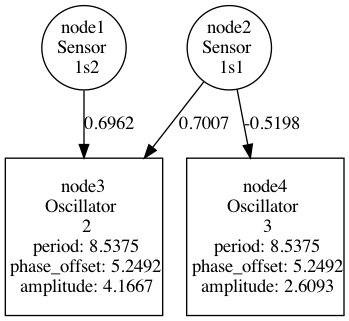 node1
Sensor
1s2
node2
Sensor
1s1
0.6962
0.7007
-0.5198
node3
Oscillator
2
period: 8.5375
phase_offset: 5.2492
amplitude: 4.1667
node4
Oscillator
3
period: 8.5375
phase_offset: 5.2492
amplitude: 2.6093